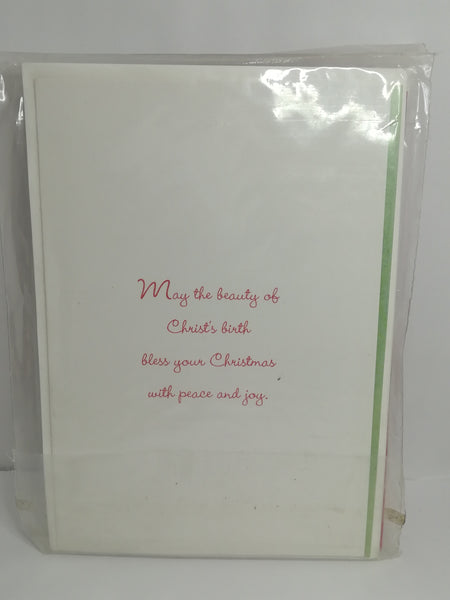 May the beauty of
Christ's birth
bless your Christmas
with peace and joy.